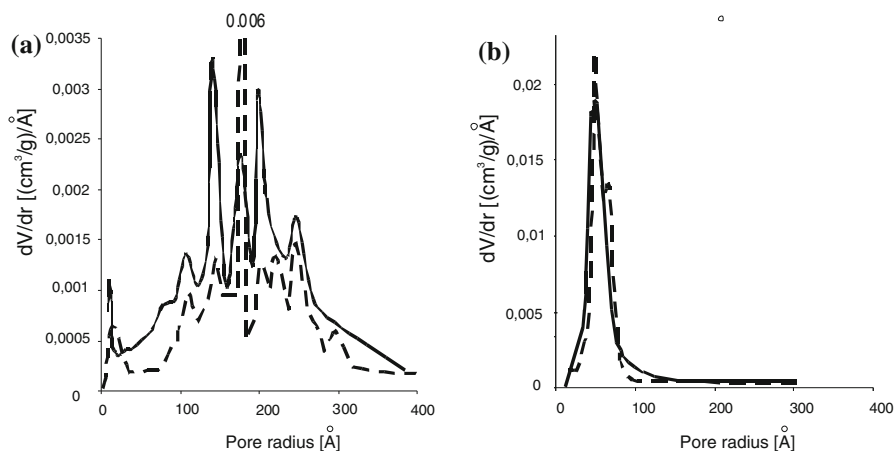 0.006
(a)
dV/dr [(cm³/g)/Å]
0,0035
0,003
0,0025
0,002
0,0015
0,001
0,0005
0
0 100 200 300 400
Pore radius [Å]
(b)
dV/dr [(cm³/g)/Å]
0,02
0,015
0,01
0,005
0
0 100 200 300 400
Pore radius [Å]